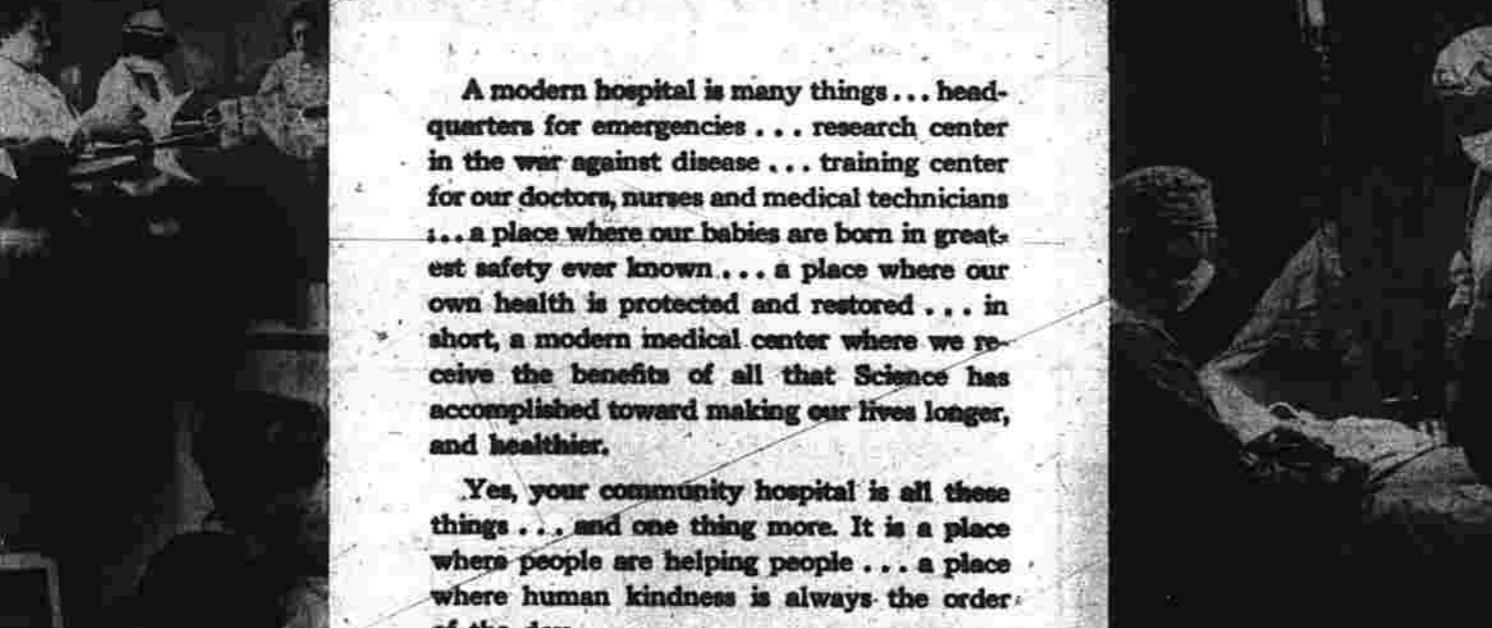 A modern hospital is many things... head-
quarters for emergencies ... research center
in the war against disease ... training center
for our doctors, nurses and medical technicians
...a place where our babies are born in great-
est safety ever known... a place where our
own health is protected and restored ... in
short, a modern medical center where we re-
ceive the benefits of all that Science has
accomplished toward making our lives longer,
and healthier.
Yes, your community hospital is all these
things ... and one thing more. It is a place
where people are helping people ... a place
where human kindness is always the order
of the day